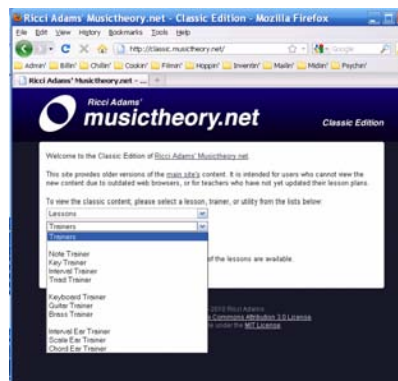 Ricci Adams' Musictheory.net - Classic Edition - Mozilla Firefox
File Edit View History Bookmarks Tools Help
http://classic.musictheory.net/ Google
Admin' Billin' Chillin' Cookin' Filmin' Hoppin' Inventin' Mailin' Midin' Psychin'
Ricci Adams' Musictheory.net - ...
Ricci Adams'
musictheory.net
Classic Edition
Welcome to the Classic Edition of Ricci Adams' Musictheory.net.
This site provides older versions of the main site's content. It is intended for users who cannot view the
new content due to outdated web browsers, or for teachers who have not yet updated their lesson plans.
To view the classic content, please select a lesson, trainer, or utility from the lists below:
Lessons
Trainers
Trainers
Note Trainer
Key Trainer
Interval Trainer
Triad Trainer
of the lessons are available.
Keyboard Trainer
Guitar Trainer
Brass Trainer
2010 Ricci Adams.
Commons Attribution 3.0 License
under the MIT License
Interval Ear Trainer
Scale Ear Trainer
Chord Ear Trainer